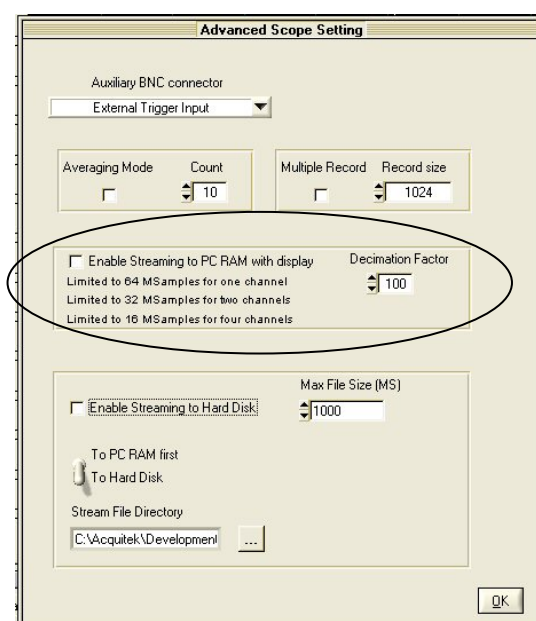 Advanced Scope Setting
Auxiliary BNC connector
External Trigger Input
Averaging Mode Count
10
Multiple Record Record size
1024
Enable Streaming to PC RAM with display Decimation Factor
Limited to 64 MSamples for one channel 100
Limited to 32 MSamples for two channels
Limited to 16 MSamples for four channels
Max File Size (MS)
Enable Streaming to Hard Disk 1000
To PC RAM first
To Hard Disk
Stream File Directory
C:\Acquitek\Development ...
OK